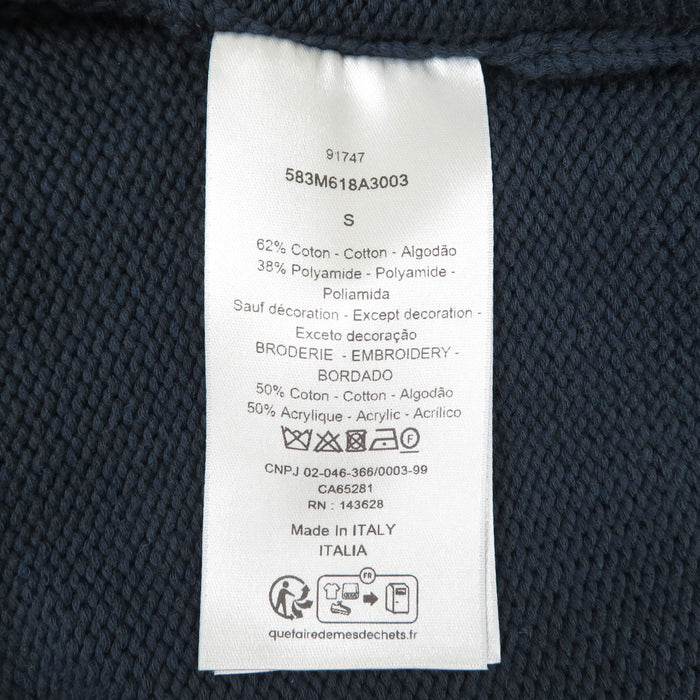 91747
583M618A3003
S
62% Coton - Cotton - Algodão
38% Polyamide - Polyamide -
Poliamida
Sauf décoration - Except decoration -
Exceto decoração
BRODERIE - EMBROIDERY -
BORDADO
50% Coton - Cotton - Algodão
50% Acrylique - Acrylic - Acrílico
F
CNPJ 02-046-366/0003-99
CA65281
RN : 143628
Made In ITALY
ITALIA
FR
quefairedemesdechets.fr